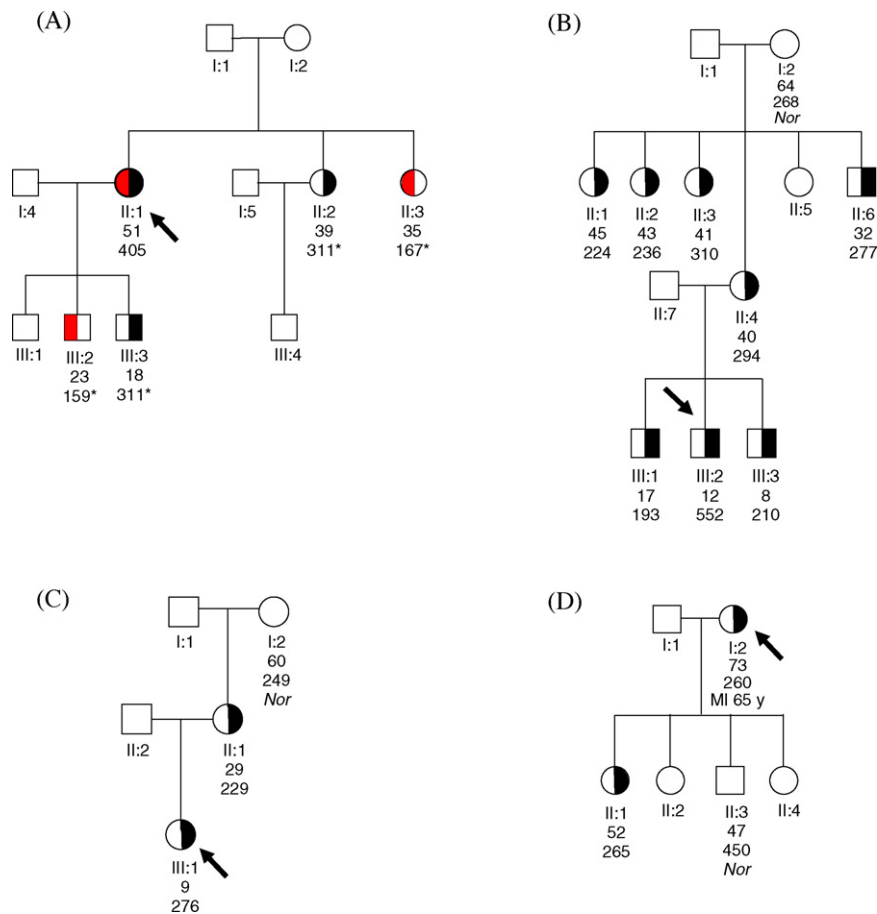 (A)
I:1
I:2
I:4
II:1
51
405
I:5
II:2
39
311*
II:3
35
167*
III:1
III:2
23
159*
III:3
18
311*
III:4
(B)
I:1
I:2
64
268
Nor
II:1
45
224
II:2
43
236
II:3
41
310
II:5
II:6
32
277
II:7
II:4
40
294
III:1
17
193
III:2
12
552
III:3
8
210
(C)
I:1
I:2
60
249
Nor
II:2
II:1
29
229
III:1
9
276
(D)
I:1
I:2
73
260
MI 65 y
II:1
52
265
II:2
II:3
47
450
Nor
II:4